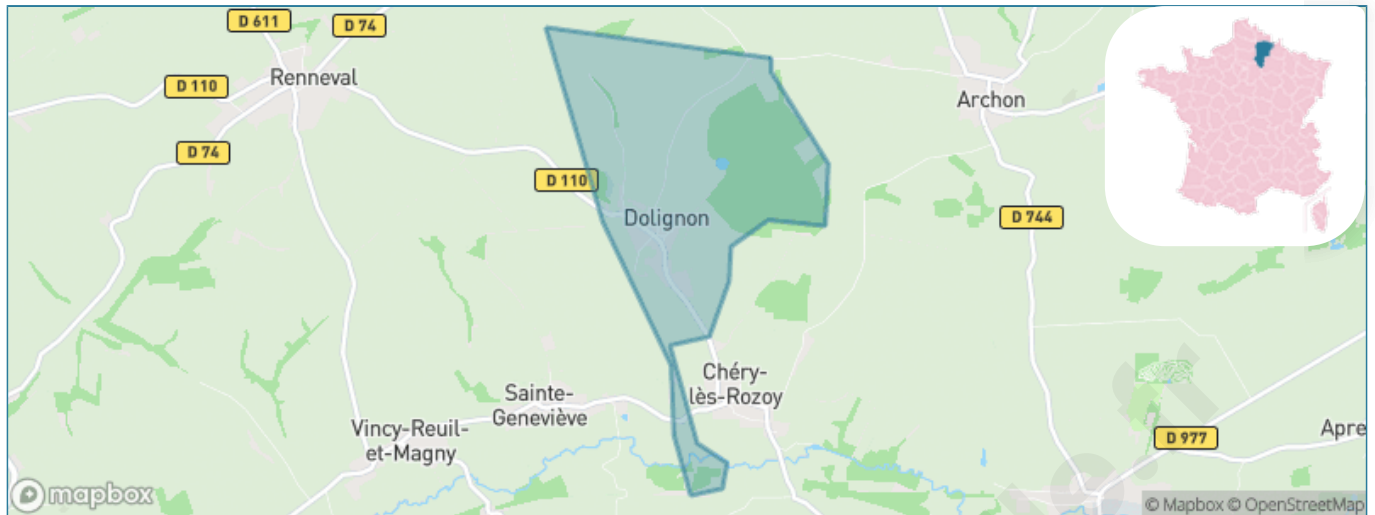 D 611
D 74
Renneval
D 110
Archon
D 74
D 110
Dolignon
D 744
Chéry-
lès-Rozoy
Sainte-
Geneviève
Vincy-Reuil-
et-Magny
Apre
D 977
mapbox
© Mapbox © OpenStreetMap